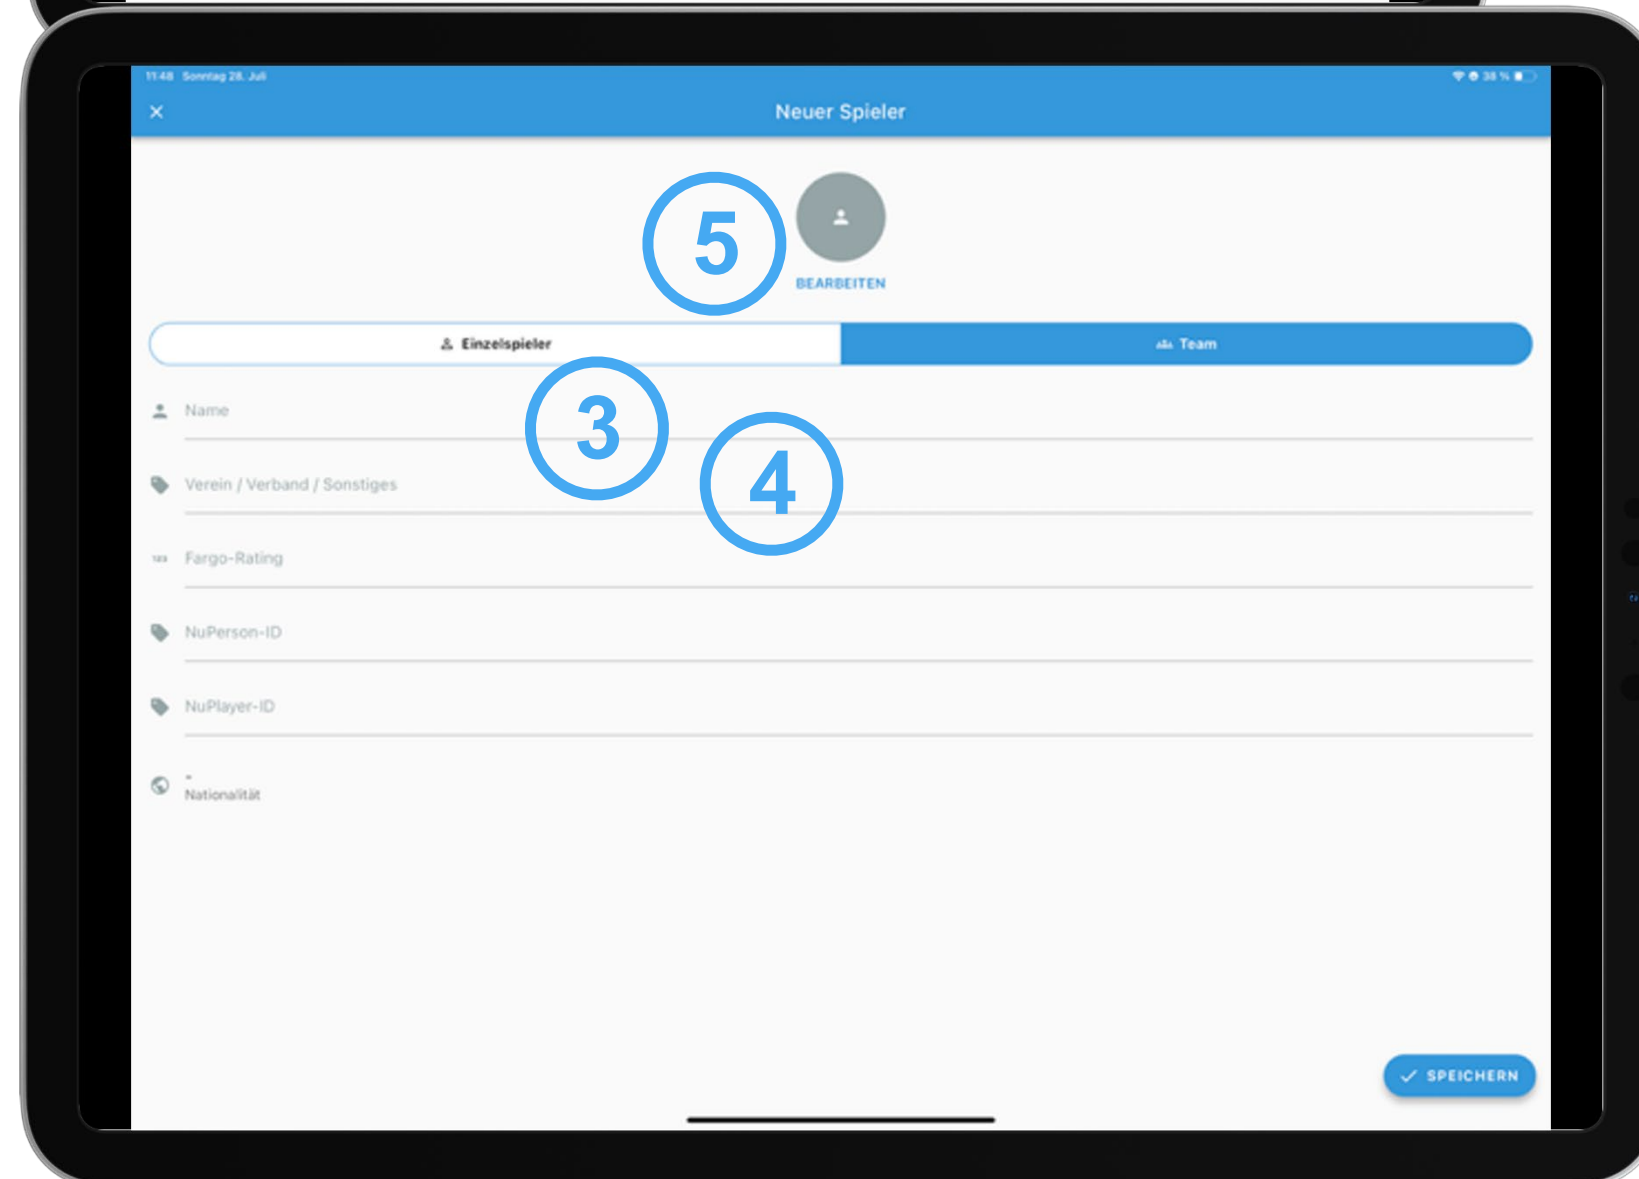 11:48 Sonntag 28. Juli
38 %
Neuer Spieler
5
BEARBEITEN
Einzelspieler
Team
3
Name
4
Verein / Verband / Sonstiges
123 Fargo-Rating
NuPerson-ID
NuPlayer-ID
-
Nationalität
SPEICHERN